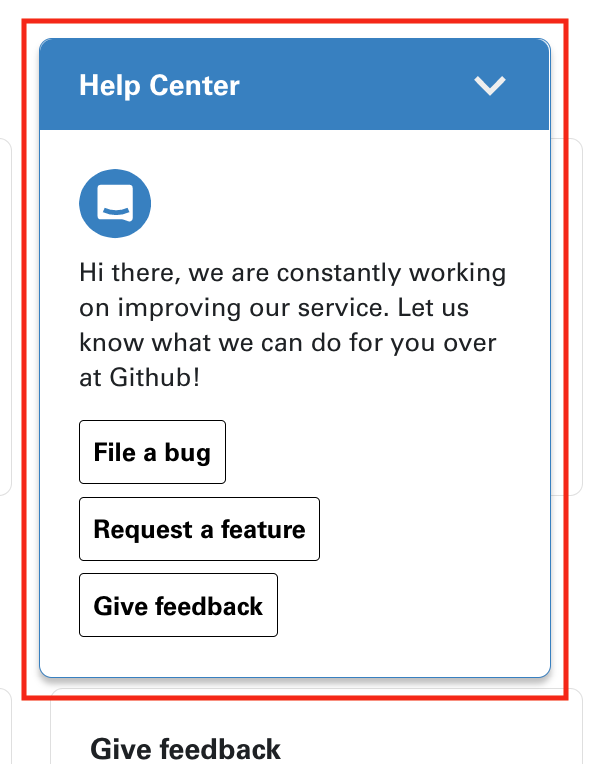 Help Center
Hi there, we are constantly working
on improving our service. Let us
know what we can do for you over
at Github!
File a bug
Request a feature
Give feedback
Give feedback